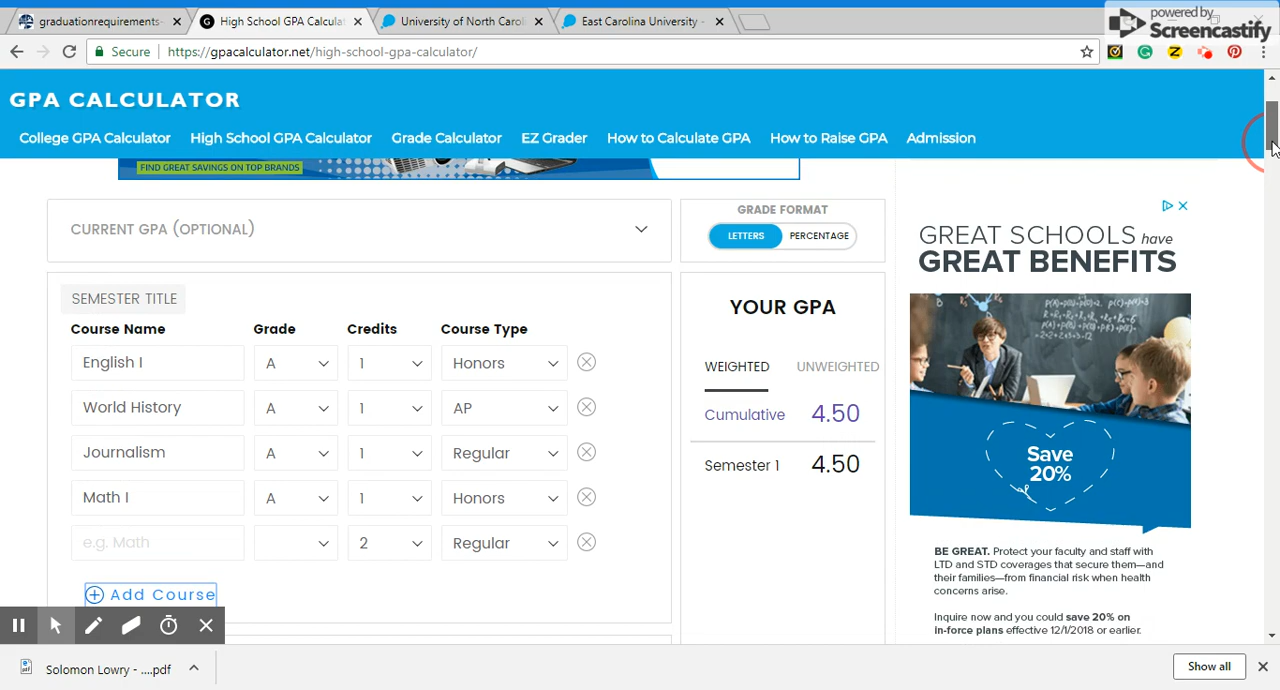 graduationrequirements-
High School GPA Calcula
University of North Caro
East Carolina University -
powered by
Screencastify
Secure
https://gpacalculator.net/high-school-gpa-calculator/
GPA CALCULATOR
College GPA Calculator
High School GPA Calculator
Grade Calculator
EZ Grader
How to Calculate GPA
How to Raise GPA
Admission
FIND GREAT SAVINGS ON TOP BRANDS
CURRENT GPA (OPTIONAL)
GRADE FORMAT
LETTERS
PERCENTAGE
SEMESTER TITLE
Course Name Grade Credits Course Type
English I A 1 Honors
World History A 1 AP
Journalism A 1 Regular
Math I A 1 Honors
e.g. Math 2 Regular
Add Course
YOUR GPA
WEIGHTED UNWEIGHTED
Cumulative 4.50
Semester 1 4.50
GREAT SCHOOLS have
GREAT BENEFITS
Save
20%
BE GREAT. Protect your faculty and staff with
LTD and STD coverages that secure them—and
their families—from financial risk when health
concerns arise.
Inquire now and you could save 20% on
in-force plans effective 12/1/2018 or earlier.
Solomon Lowry - ....pdf
Show all